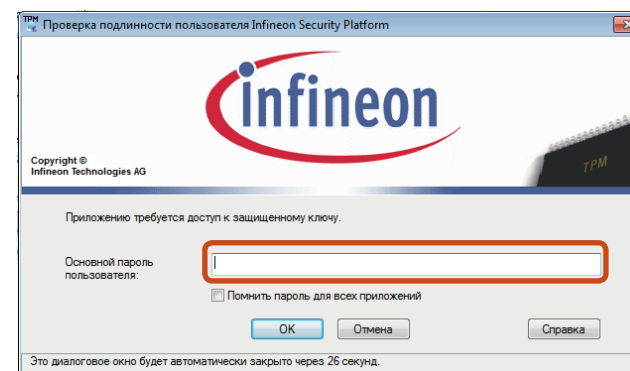 TPM Проверка подлинности пользователя Infineon Security Platform
infineon
Copyright ©
Infineon Technologies AG
TPM
Приложению требуется доступ к защищенному ключу.
Основной пароль
пользователя:
Помнить пароль для всех приложений
OK Отмена Справка
Это диалоговое окно будет автоматически закрыто через 26 секунд.